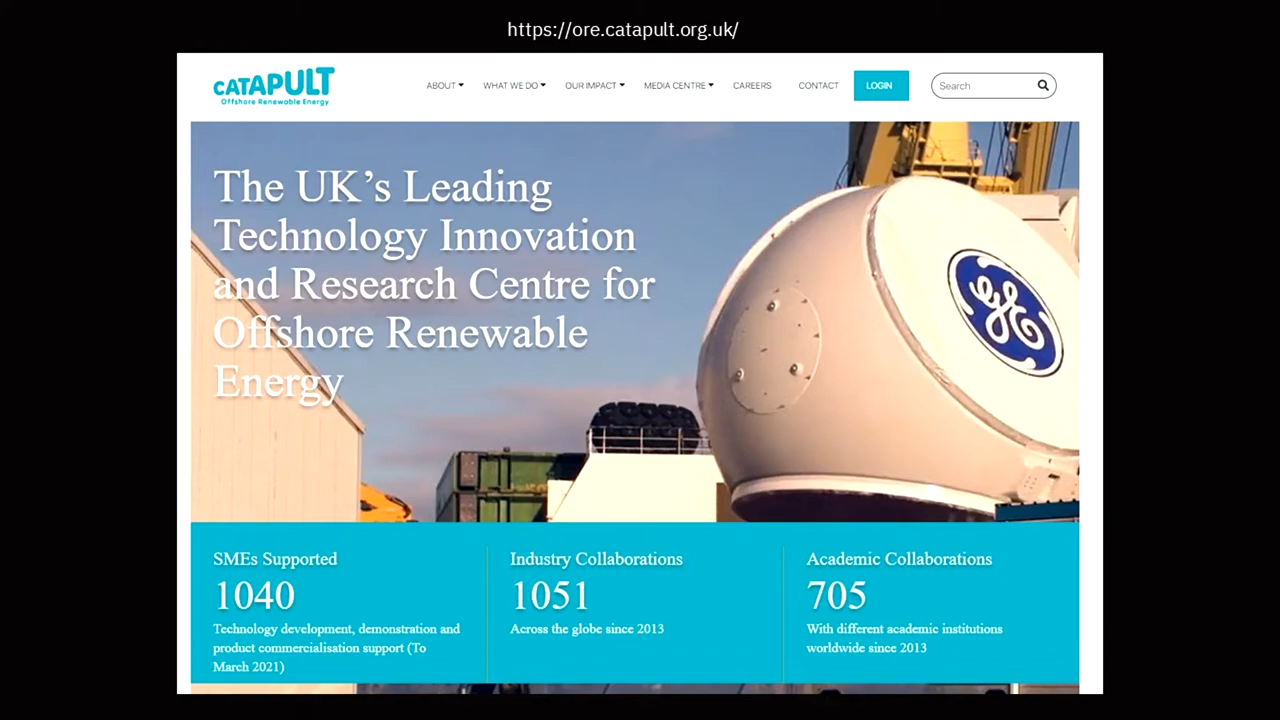 https://ore.catapult.org.uk/
CATAPULT
Offshore Renewable Energy
ABOUT
WHAT WE DO
OUR IMPACT
MEDIA CENTRE
CAREERS
CONTACT
LOGIN
Search
The UK's Leading
Technology Innovation
and Research Centre for
Offshore Renewable
Energy
GE
SMEs Supported
1040
Technology development, demonstration and
product commercialisation support (To
March 2021)
Industry Collaborations
1051
Across the globe since 2013
Academic Collaborations
705
With different academic institutions
worldwide since 2013